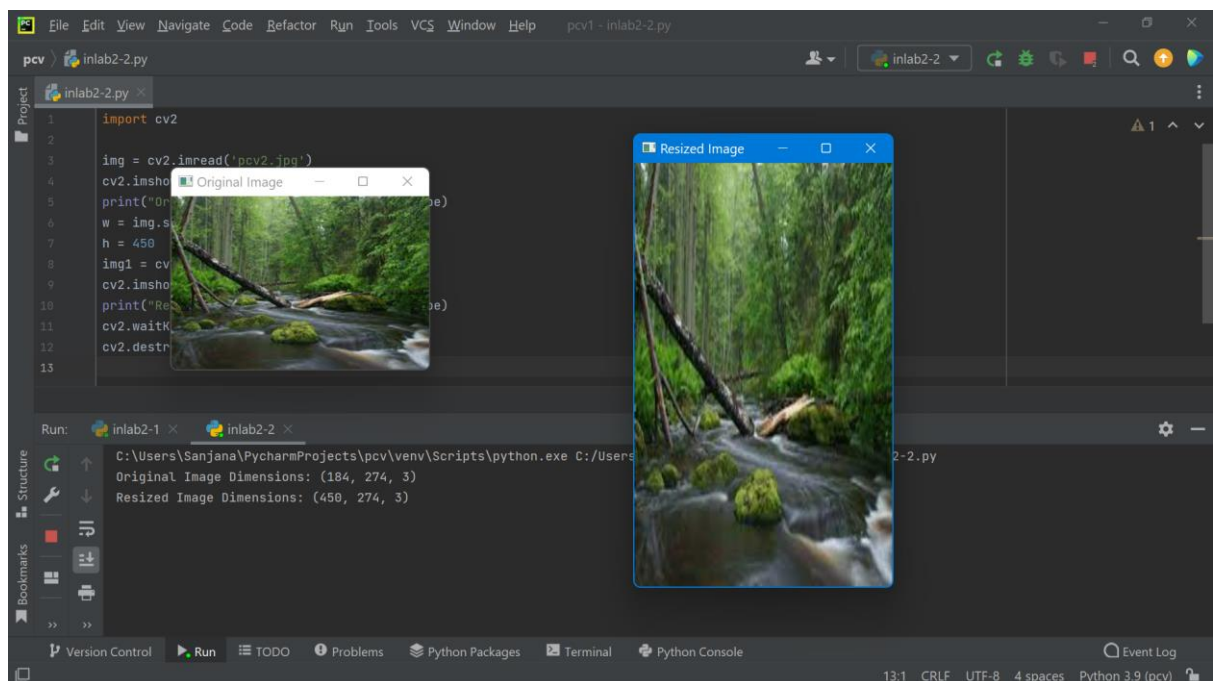 PC File Edit View Navigate Code Refactor Run Tools VCS Window Help pcv1 - inlab2-2.py
pcv inlab2-2.py inlab2-2
Project
inlab2-2.py
1 import cv2
2
3 img = cv2.imread('pcv2.jpg')
4 cv2.imsho
5 print("Or pe)
6 w = img.s
7 h = 450
8 img1 = cv
9 cv2.imsho
10 print("Re pe)
11 cv2.waitK
12 cv2.destr
13
1
Original Image
Resized Image
Run: inlab2-1 inlab2-2
C:\Users\Sanjana\PycharmProjects\pcv\venv\Scripts\python.exe C:/Users 2-2.py
Original Image Dimensions: (184, 274, 3)
Resized Image Dimensions: (450, 274, 3)
Structure
Bookmarks
Version Control Run TODO Problems Python Packages Terminal Python Console Event Log
13:1 CRLF UTF-8 4 spaces Python 3.9 (pcv)